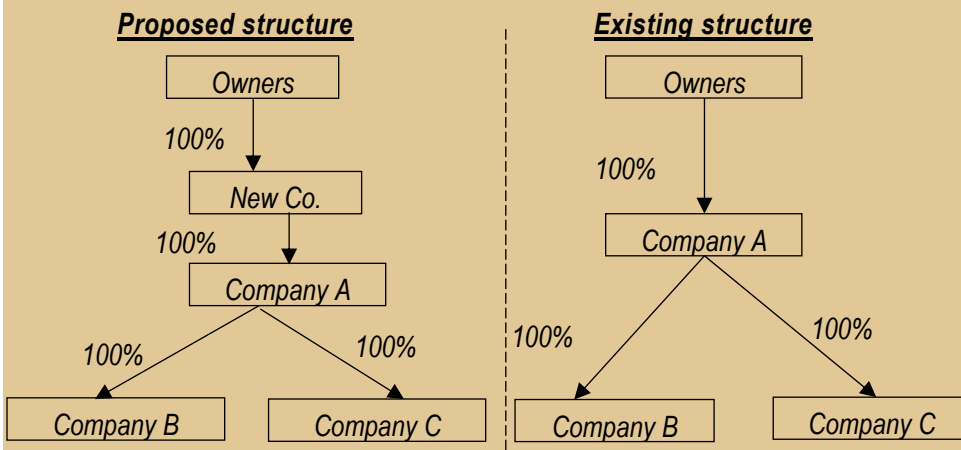 Proposed structure
Owners
100%
New Co.
100%
Company A
100%
100%
Company B
Company C
Existing structure
Owners
100%
Company A
100%
100%
Company B
Company C